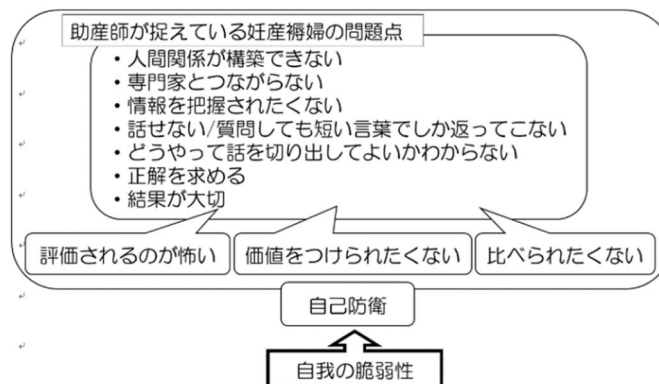 助産師が捉えている妊産褥婦の問題点
・人間関係が構築できない
・専門家とつながらない
・情報を把握されたくない
・話せない/質問しても短い言葉でしか返ってこない
・どうやって話を切り出してよいかわからない
・正解を求める
・結果が大切
評価されるのが怖い
価値をつけられたくない
比べられたくない
自己防衛
自我の脆弱性